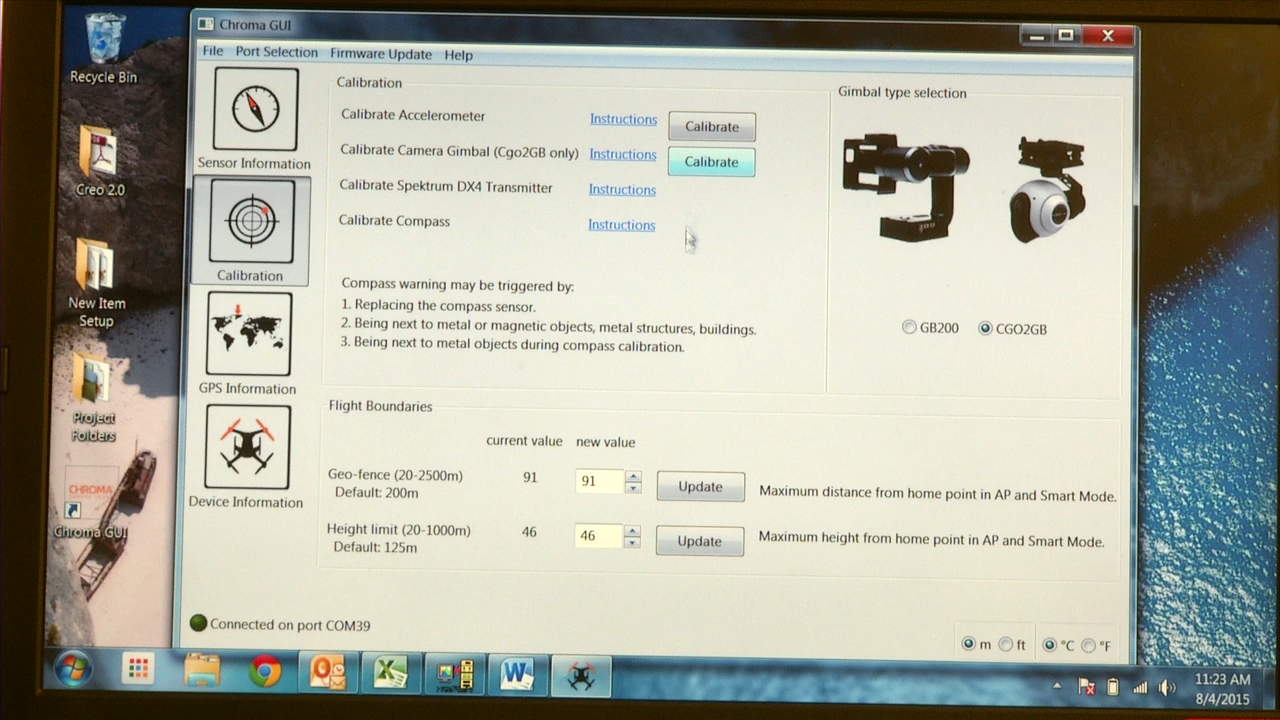 Chroma GUI
File Port Selection Firmware Update Help
Recycle Bin
Creo 2.0
New Item
Setup
Project
Folders
CHROMA
Chroma GUI
Sensor Information
Calibration
GPS Information
Device Information
Calibration
Calibrate Accelerometer Instructions Calibrate
Calibrate Camera Gimbal (Cgo2GB only) Instructions Calibrate
Calibrate Spektrum DX4 Transmitter Instructions
Calibrate Compass Instructions
Compass warning may be triggered by:
1. Replacing the compass sensor.
2. Being next to metal or magnetic objects, metal structures, buildings.
3. Being next to metal objects during compass calibration.
Gimbal type selection
GB200 CGO2GB
Flight Boundaries
current value new value
Geo-fence (20-2500m) 91 91 Update Maximum distance from home point in AP and Smart Mode.
Default: 200m
Height limit (20-1000m) 46 46 Update Maximum height from home point in AP and Smart Mode.
Default: 125m
Connected on port COM39
m ft °C °F
11:23 AM
8/4/2015